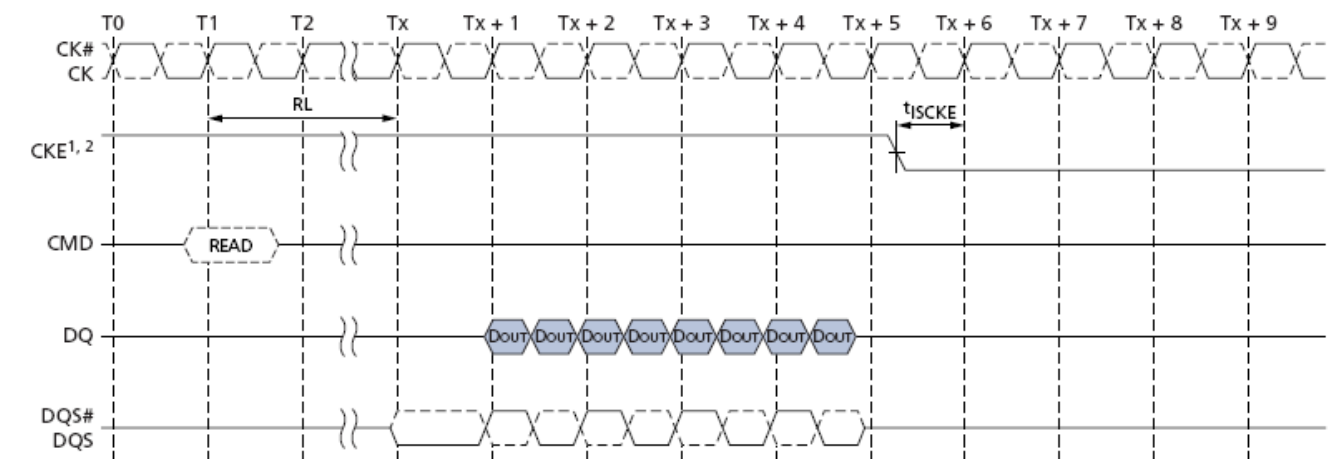 T0 T1 T2 Tx Tx + 1 Tx + 2 Tx + 3 Tx + 4 Tx + 5 Tx + 6 Tx + 7 Tx + 8 Tx + 9
CK#
CK
RL
tISCKE
CKE1, 2
CMD READ
DQ DOUT DOUT DOUT DOUT DOUT DOUT DOUT DOUT
DQS#
DQS